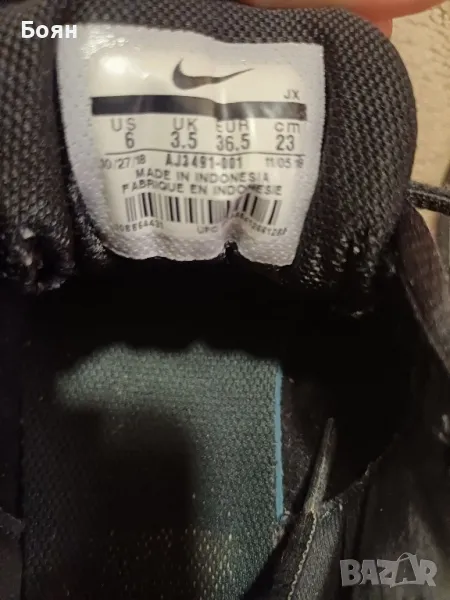 Боян
JX
US UK EUR cm
6 3.5 36.5 23
AJ3491-001
MADE IN INDONESIA
FABRIQUE EN INDONESIE
BAZAR